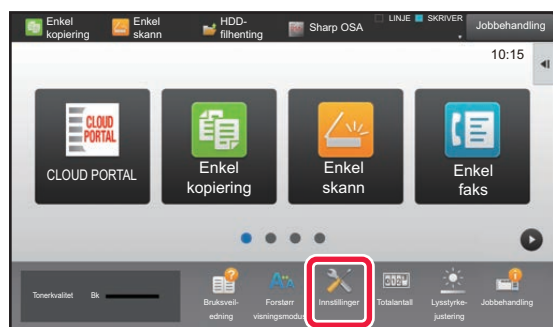 Enkel
kopiering
Enkel
skann
HDD-
filhenting
Sharp OSA
LINJE
SKRIVER
Jobbehandling
10:15
CLOUD
PORTAL
CLOUD PORTAL
Enkel
kopiering
Enkel
skann
Enkel
faks
Tonerkvalitet Bk
Bruksveil-
edning
Forstørr
visningsmodus
Innstillinger
Totalantall
Lysstyrke-
justering
Jobbehandling